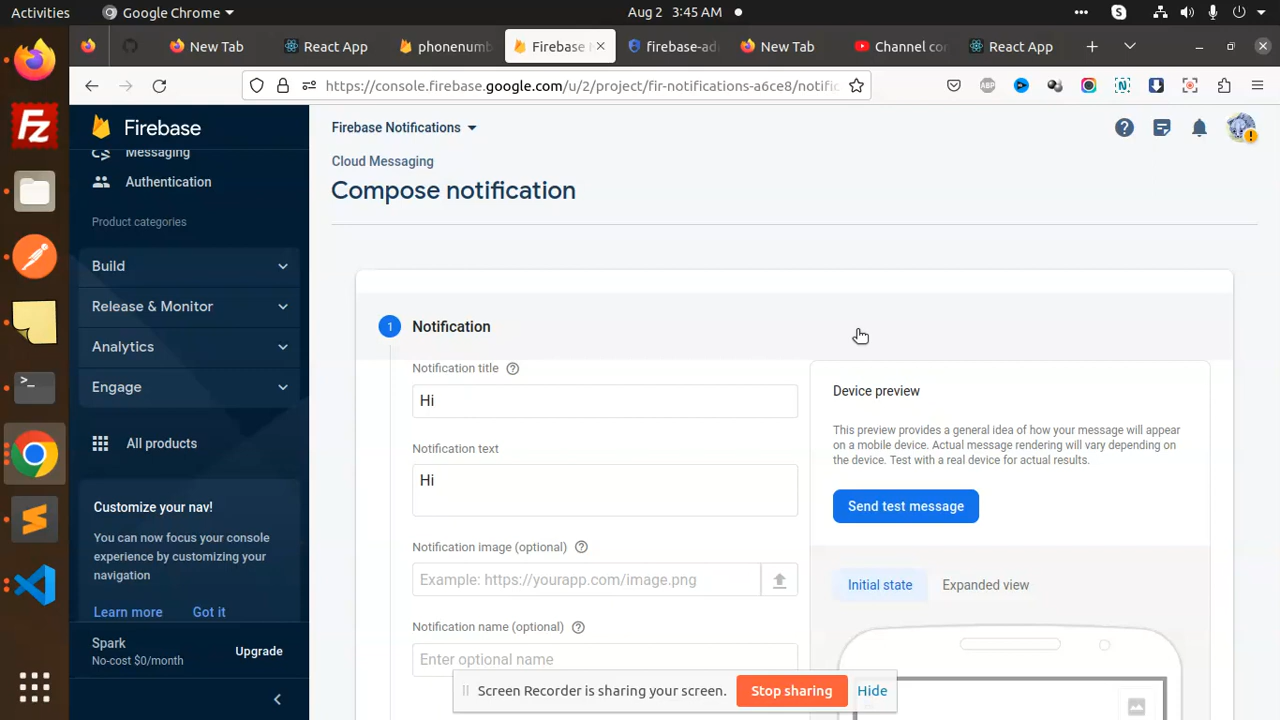 Activities
Google Chrome
Aug 2 3:45 AM
New Tab
React App
phonenumb
Firebase
firebase-ad
New Tab
Channel co
React App
https://console.firebase.google.com/u/2/project/fir-notifications-a6ce8/notific
ABP
N
Firebase
Messaging
Authentication
Product categories
Build
Release & Monitor
Analytics
Engage
All products
Customize your nav!
You can now focus your console
experience by customizing your
navigation
Learn more
Got it
Spark
No-cost $0/month
Upgrade
Firebase Notifications
Cloud Messaging
Compose notification
1
Notification
Notification title
Hi
Notification text
Hi
Notification image (optional)
Example: https://yourapp.com/image.png
Notification name (optional)
Enter optional name
Device preview
This preview provides a general idea of how your message will appear
on a mobile device. Actual message rendering will vary depending on
the device. Test with a real device for actual results.
Send test message
Initial state
Expanded view
Screen Recorder is sharing your screen.
Stop sharing
Hide